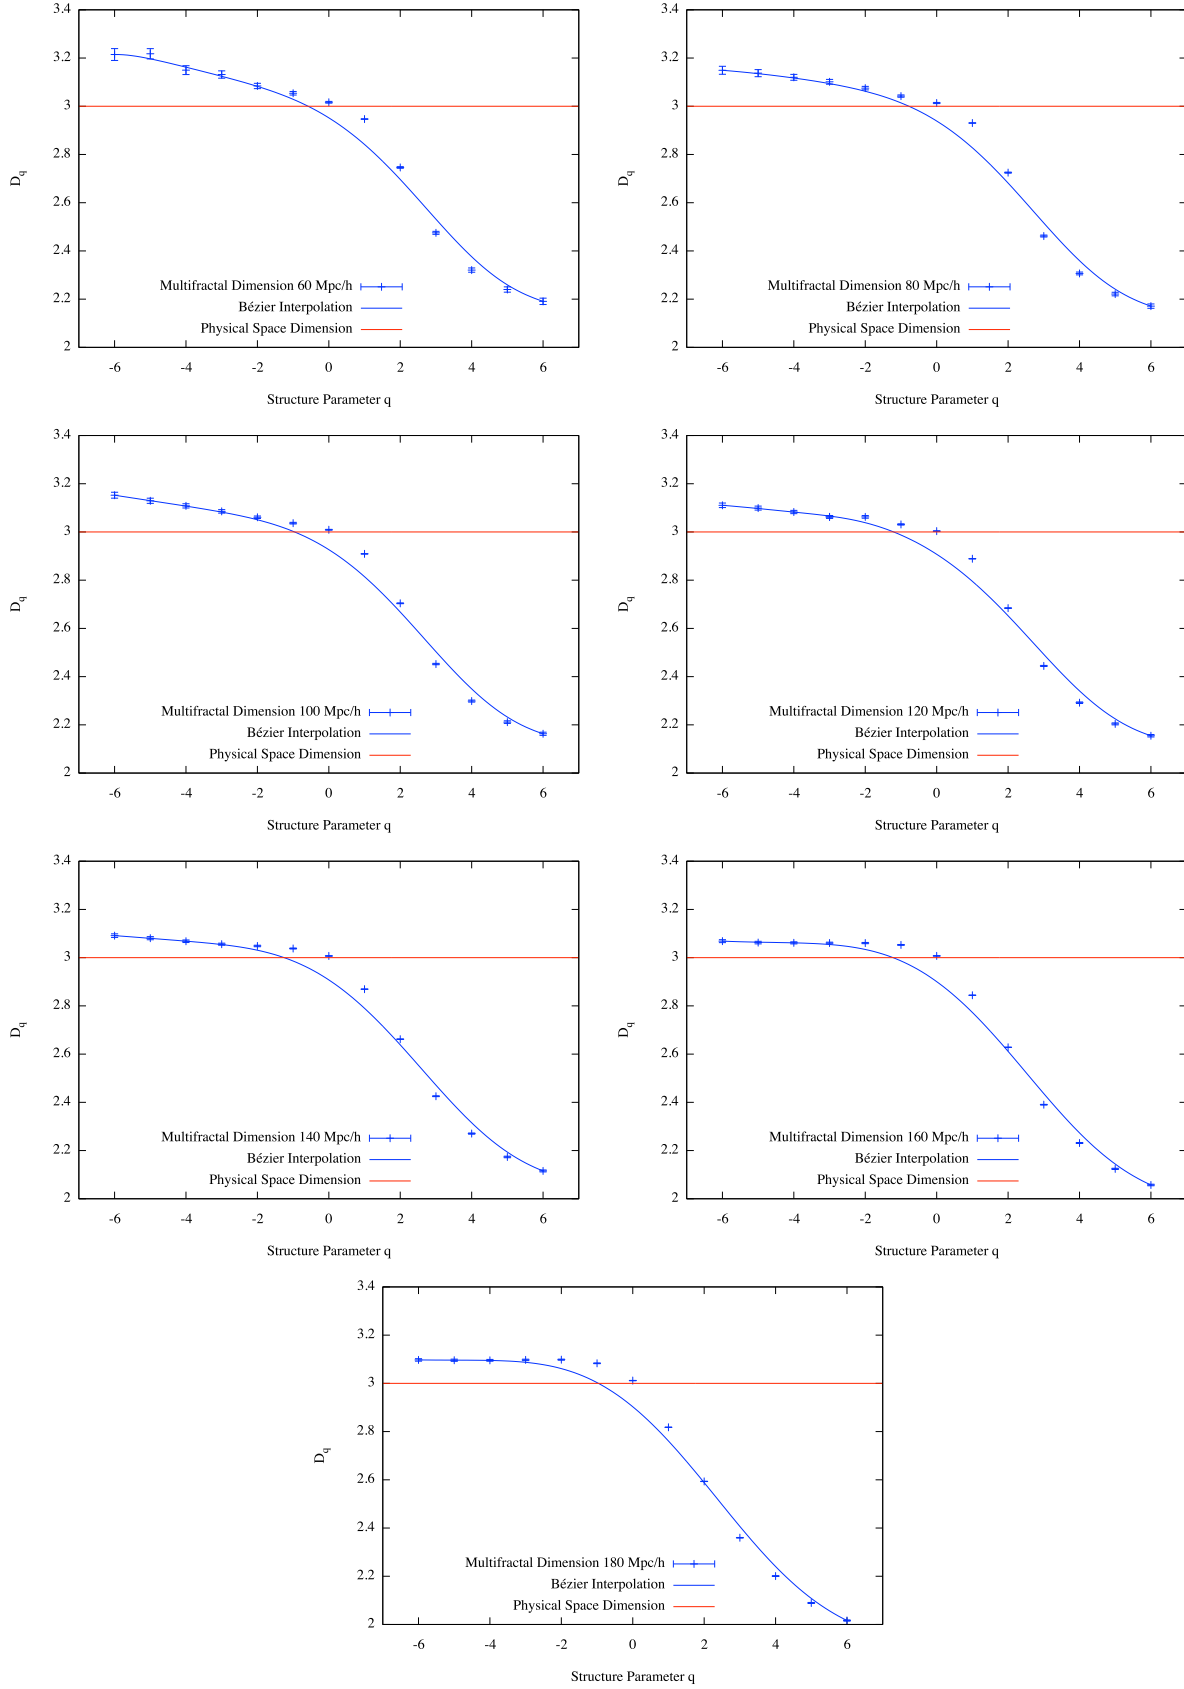 3.4
3.2
3
2.8
2.6
2.4
2.2
2
D_q
Multifractal Dimension 60 Mpc/h
Bézier Interpolation
Physical Space Dimension
-6 -4 -2 0 2 4 6
Structure Parameter q
3.4
3.2
3
2.8
2.6
2.4
2.2
2
D_q
Multifractal Dimension 80 Mpc/h
Bézier Interpolation
Physical Space Dimension
-6 -4 -2 0 2 4 6
Structure Parameter q
3.4
3.2
3
2.8
2.6
2.4
2.2
2
D_q
Multifractal Dimension 100 Mpc/h
Bézier Interpolation
Physical Space Dimension
-6 -4 -2 0 2 4 6
Structure Parameter q
3.4
3.2
3
2.8
2.6
2.4
2.2
2
D_q
Multifractal Dimension 120 Mpc/h
Bézier Interpolation
Physical Space Dimension
-6 -4 -2 0 2 4 6
Structure Parameter q
3.4
3.2
3
2.8
2.6
2.4
2.2
2
D_q
Multifractal Dimension 140 Mpc/h
Bézier Interpolation
Physical Space Dimension
-6 -4 -2 0 2 4 6
Structure Parameter q
3.4
3.2
3
2.8
2.6
2.4
2.2
2
D_q
Multifractal Dimension 160 Mpc/h
Bézier Interpolation
Physical Space Dimension
-6 -4 -2 0 2 4 6
Structure Parameter q
3.4
3.2
3
2.8
2.6
2.4
2.2
2
D_q
Multifractal Dimension 180 Mpc/h
Bézier Interpolation
Physical Space Dimension
-6 -4 -2 0 2 4 6
Structure Parameter q